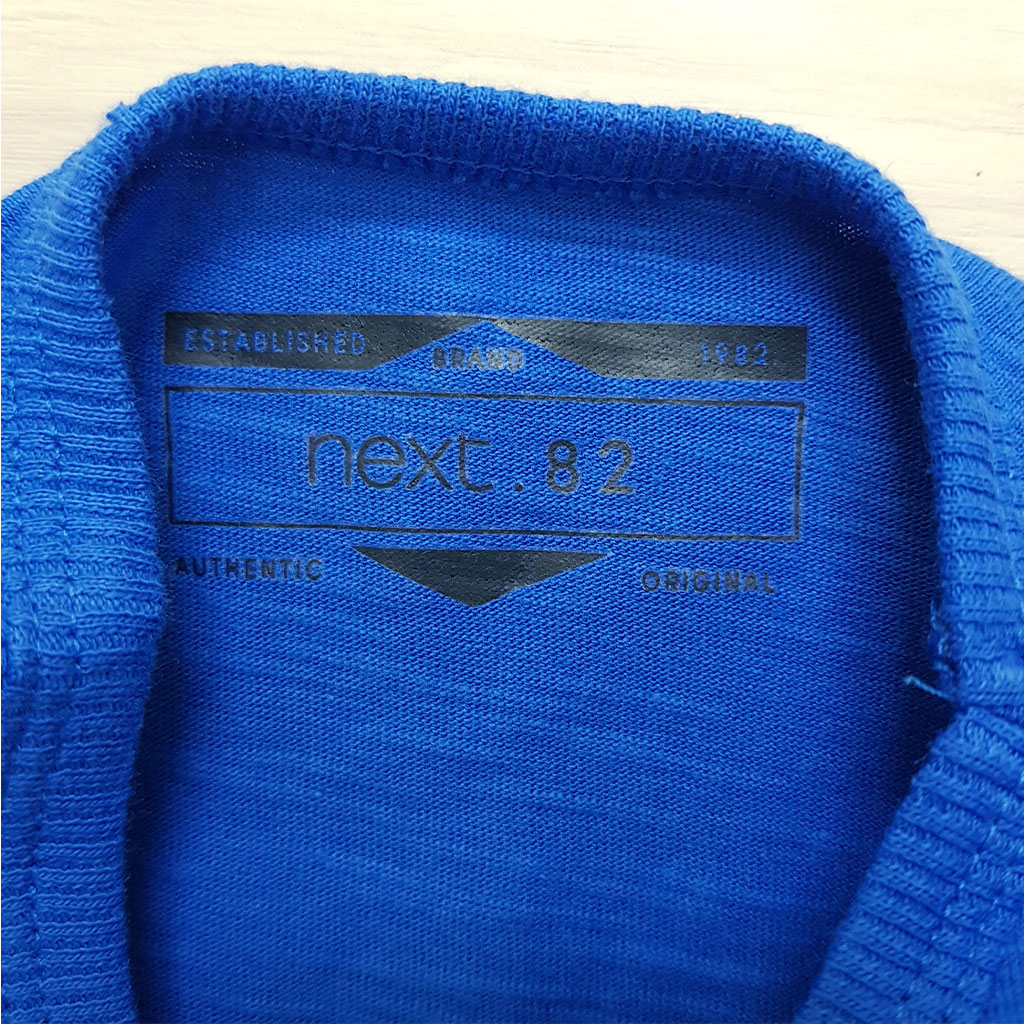 ESTABLISHED BRAND 1982
next.82
AUTHENTIC ORIGINAL